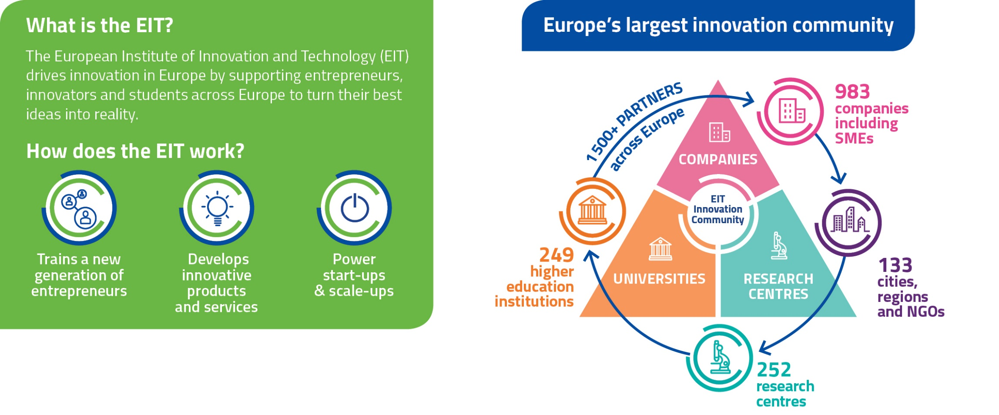 What is the EIT?
The European Institute of Innovation and Technology (EIT)
drives innovation in Europe by supporting entrepreneurs,
innovators and students across Europe to turn their best
ideas into reality.
How does the EIT work?
Trains a new
generation of
entrepreneurs
Develops
innovative
products
and services
Power
start-ups
& scale-ups
Europe’s largest innovation community
1500+ PARTNERS
across Europe
983
companies
including
SMEs
COMPANIES
EIT
Innovation
Community
UNIVERSITIES
RESEARCH
CENTRES
249
higher
education
institutions
133
cities,
regions
and NGOs
252
research
centres